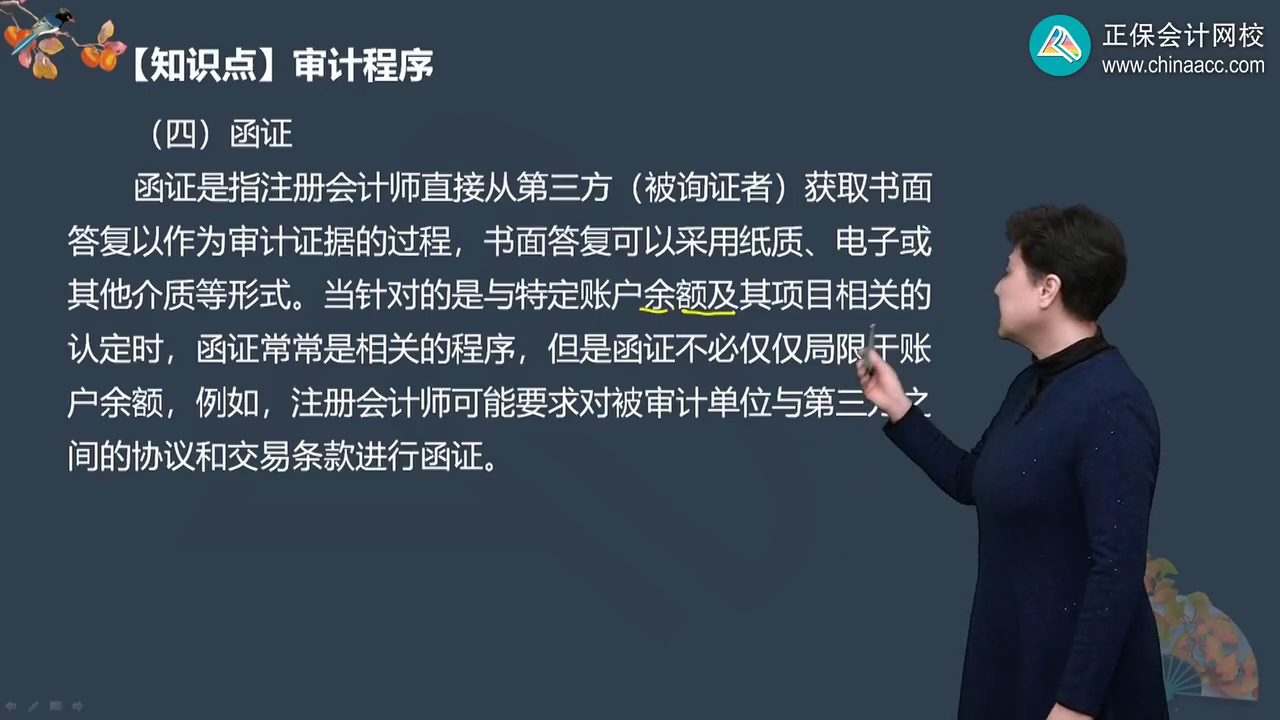 【知识点】审计程序
正保会计网校
www.chinaacc.com
（四）函证
函证是指注册会计师直接从第三方（被询证者）获取书面
答复以作为审计证据的过程，书面答复可以采用纸质、电子或
其他介质等形式。当针对的是与特定账户余额及其项目相关的
认定时，函证常常是相关的程序，但是函证不必仅仅局限于账
户余额，例如，注册会计师可能要求对被审计单位与第三方之
间的协议和交易条款进行函证。